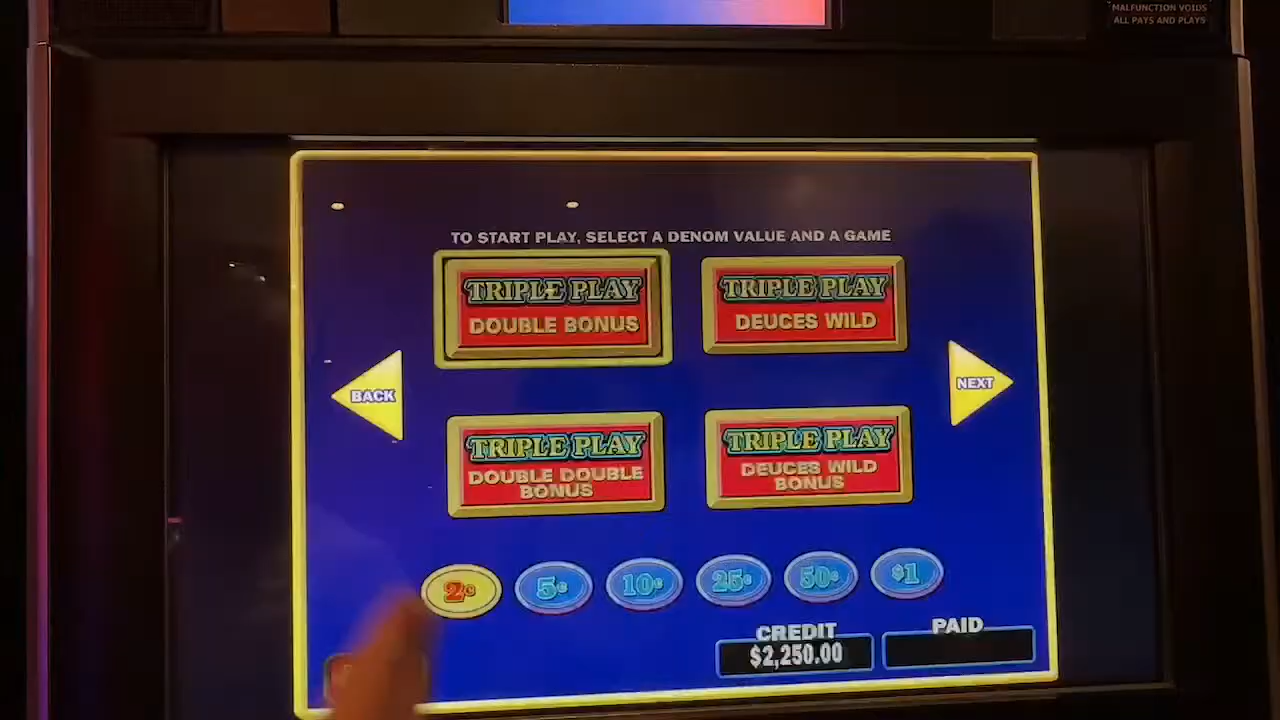 MALFUNCTION VOIDS
ALL PAYS AND PLAYS
TO START PLAY, SELECT A DENOM VALUE AND A GAME
TRIPLE PLAY
DOUBLE BONUS
TRIPLE PLAY
DEUCES WILD
BACK
NEXT
TRIPLE PLAY
DOUBLE DOUBLE
BONUS
TRIPLE PLAY
DEUCES WILD
BONUS
2¢ 5¢ 10¢ 25¢ 50¢ $1
CREDIT
$2,250.00
PAID